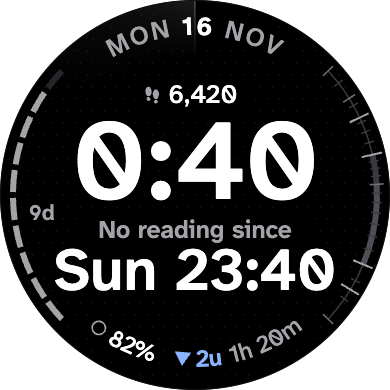 MON 16 NOV
6,420
0:40
9d
No reading since
Sun 23:40
82%
2u 1h 20m